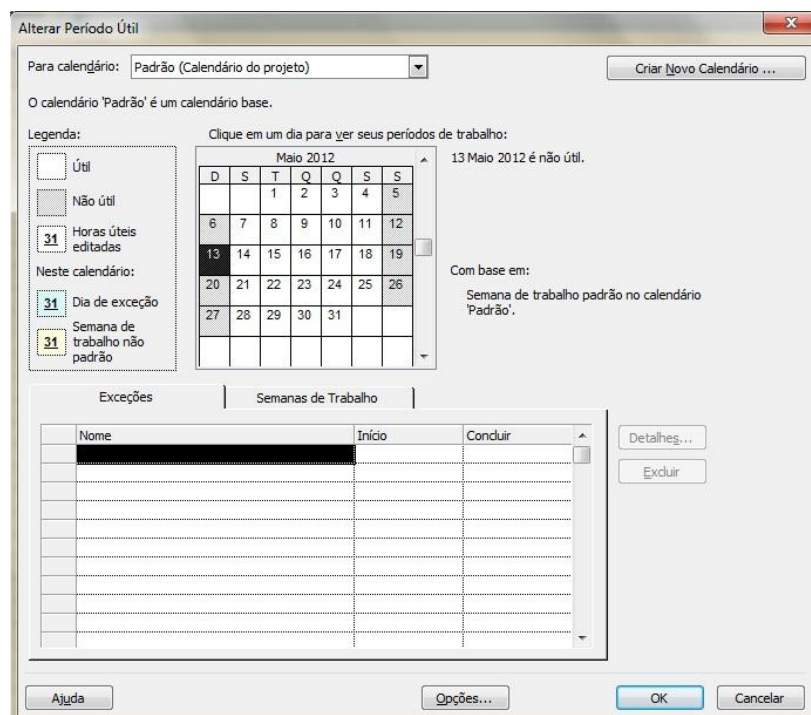 Alterar Período Útil
X
Para calendário: Padrão (Calendário do projeto)
Criar Novo Calendário ...
O calendário 'Padrão' é um calendário base.
Legenda:
Útil
Não útil
31 Horas úteis
editadas
Neste calendário:
31 Dia de exceção
31 Semana de
trabalho não
padrão
Clique em um dia para ver seus períodos de trabalho:
Maio 2012
D S T Q Q S S
1 2 3 4 5
6 7 8 9 10 11 12
13 14 15 16 17 18 19
20 21 22 23 24 25 26
27 28 29 30 31
13 Maio 2012 é não útil.
Com base em:
Semana de trabalho padrão no calendário
'Padrão'.
Exceções Semanas de Trabalho
Nome Início Concluir
Detalhes...
Excluir
Ajuda Opções... OK Cancelar